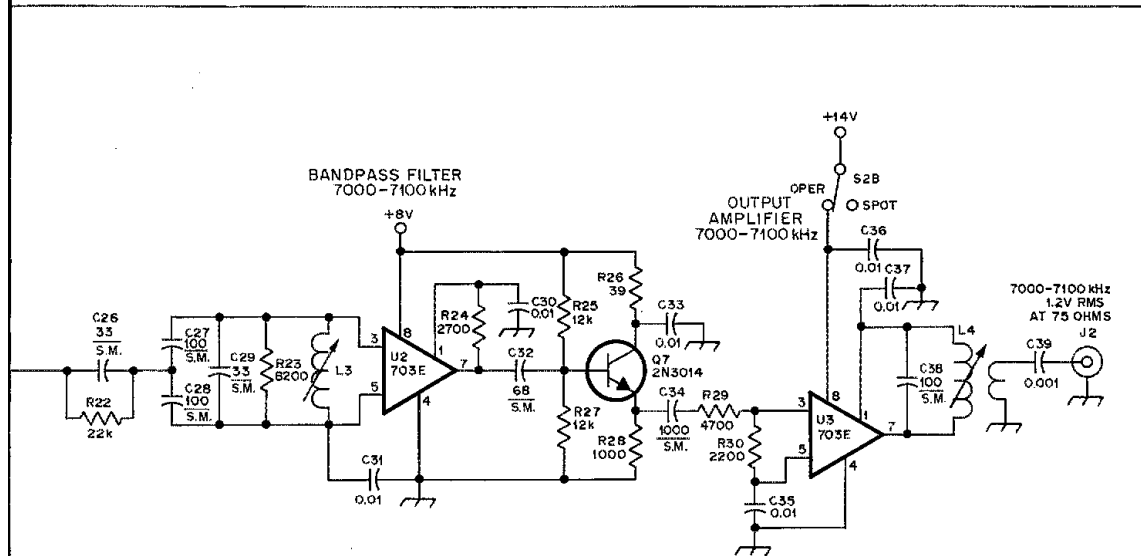 BANDPASS FILTER
7000-7100 kHz
+8V
+14V
S2B
OPER
SPOT
OUTPUT
AMPLIFIER
7000-7100 kHz
C26
33
S.M.
R22
22k
C27
100
S.M.
C28
100
S.M.
C29
33
S.M.
R23
8200
L3
3
5
8
1
7
4
U2
703E
C31
0.01
R24
2700
C30
0.01
C32
68
S.M.
R25
12k
R27
12k
R26
39
C33
0.01
Q7
2N3014
C34
1000
S.M.
R28
1000
R29
4700
R30
2200
C35
0.01
3
5
8
1
7
4
U3
703E
C36
0.01
C37
0.01
C38
100
S.M.
L4
C39
0.001
7000-7100 kHz
1.2V RMS
AT 75 OHMS
J2